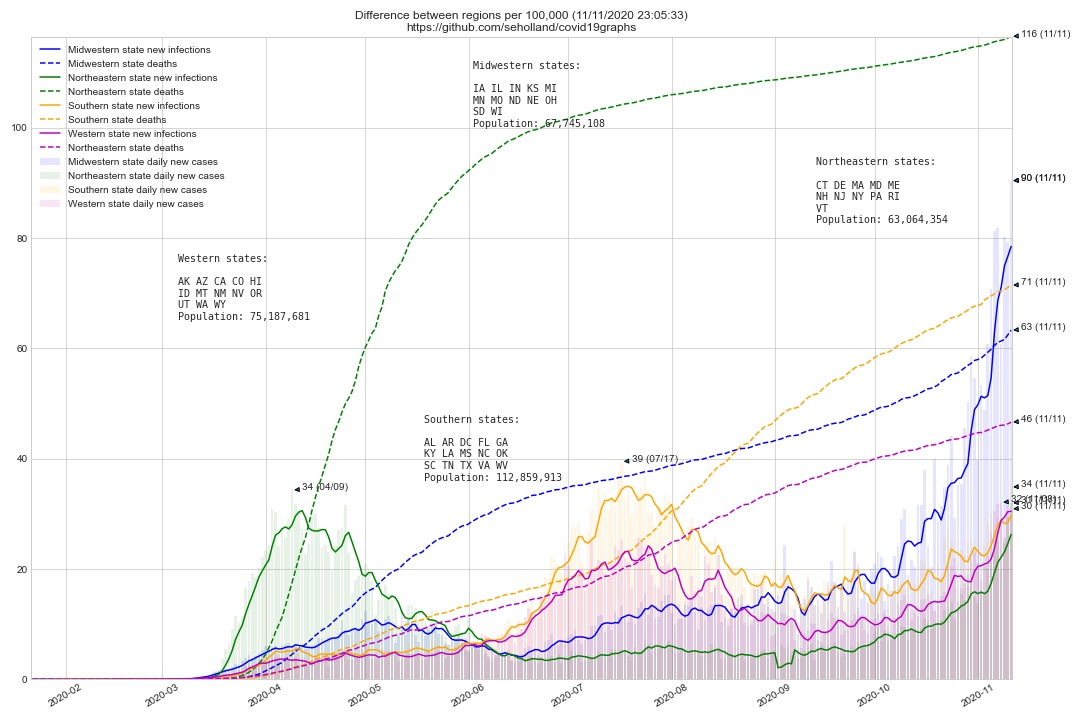 Difference between regions per 100,000 (11/11/2020 23:05:33)
https://github.com/seholland/covid19graphs
Midwestern state new infections
Midwestern state deaths
Northeastern state new infections
Northeastern state deaths
Southern state new infections
Southern state deaths
Western state new infections
Northeastern state deaths
Midwest state daily new cases
Northeastern state daily new cases
Southern state daily new cases
Western state daily new cases
Midwestern states:
IA IL IN KS MI
MN MO ND NE OH
SD WI
Population: 67,745,108
Northeastern states:
CT DE MA MD ME
NH NJ NY PA RI
VT
Population: 63,064,354
Western states:
AK AZ CA CO HI
ID MT NM NV OR
UT WA WY
Population: 75,187,681
Southern states:
AL AR DC FL GA
KY LA MS NC OK
SC TN TX VA WV
Population: 112,859,913
116 (11/11)
90 (11/11)
71 (11/11)
63 (11/11)
46 (11/11)
39 (07/17)
34 (04/09)
34 (11/11)
30 (11/11)
100
80
60
40
20
0
2020-02
2020-03
2020-04
2020-05
2020-06
2020-07
2020-08
2020-09
2020-10
2020-11